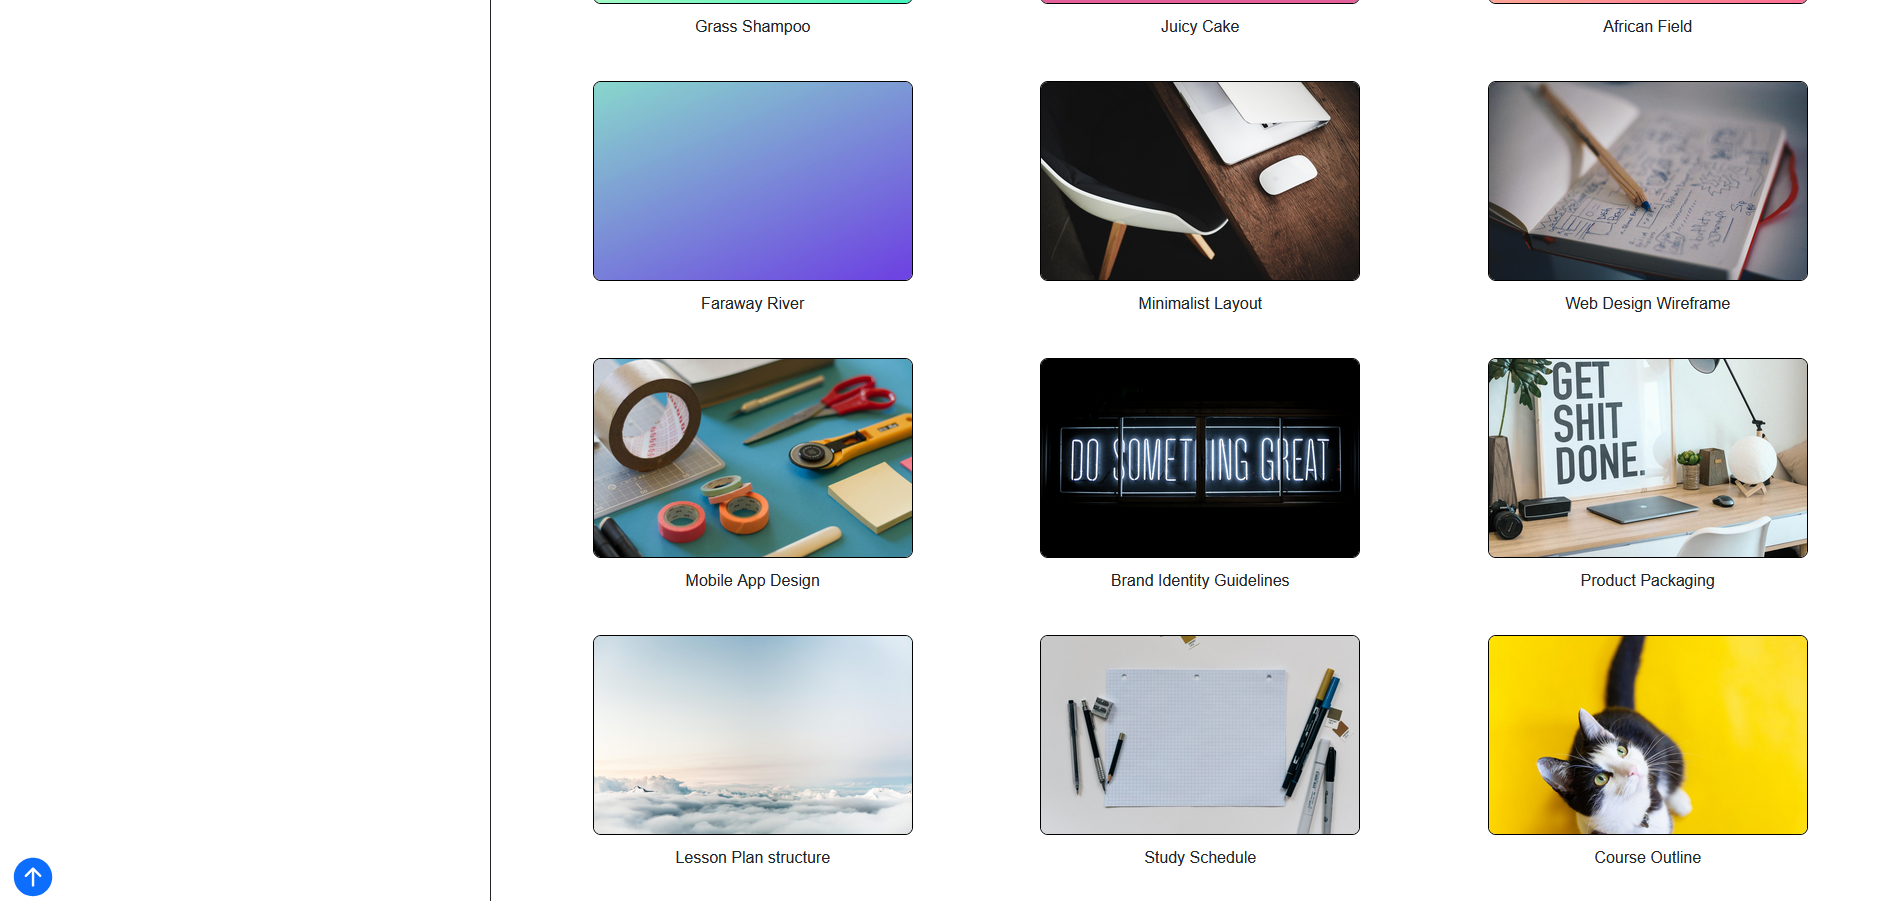 Grass Shampoo
Juicy Cake
African Field
Faraway River
Minimalist Layout
Web Design Wireframe
GET
SHIT
DONE.
DO SOMETHING GREAT
Mobile App Design
Brand Identity Guidelines
Product Packaging
Lesson Plan structure
Study Schedule
Course Outline